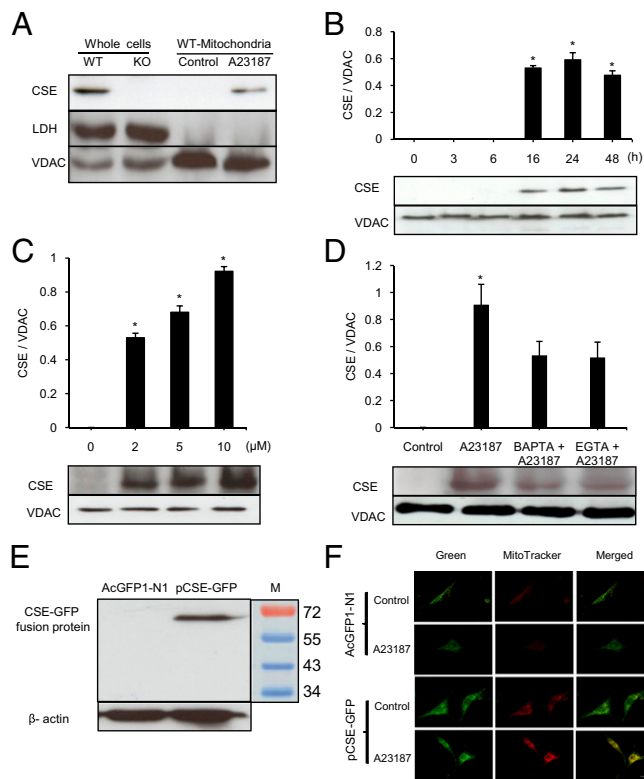 A
Whole cells WT-Mitochondria
WT KO Control A23187
CSE
LDH
VDAC
B
CSE / VDAC
0.8
0.6
0.4
0.2
0
* * *
0 3 6 16 24 48 (h)
CSE
VDAC
C
CSE / VDAC
1
0.8
0.6
0.4
0.2
0
* * *
0 2 5 10 (µM)
CSE
VDAC
D
CSE / VDAC
1.2
1
0.8
0.6
0.4
0.2
0
*
Control A23187 BAPTA + A23187 EGTA + A23187
CSE
VDAC
E
AcGFP1-N1 pCSE-GFP M
CSE-GFP
fusion protein
72
55
43
34
β- actin
F
Green MitoTracker Merged
AcGFP1-N1
Control
A23187
pCSE-GFP
Control
A23187